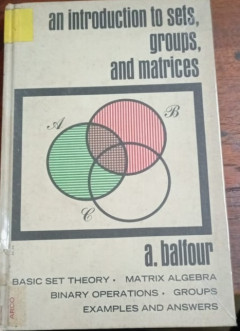 an introduction to sets,
groups,
and matrices
A
B
C
a. balfour
BASIC SET THEORY · MATRIX ALGEBRA
BINARY OPERATIONS · GROUPS
EXAMPLES AND ANSWERS
ARCO